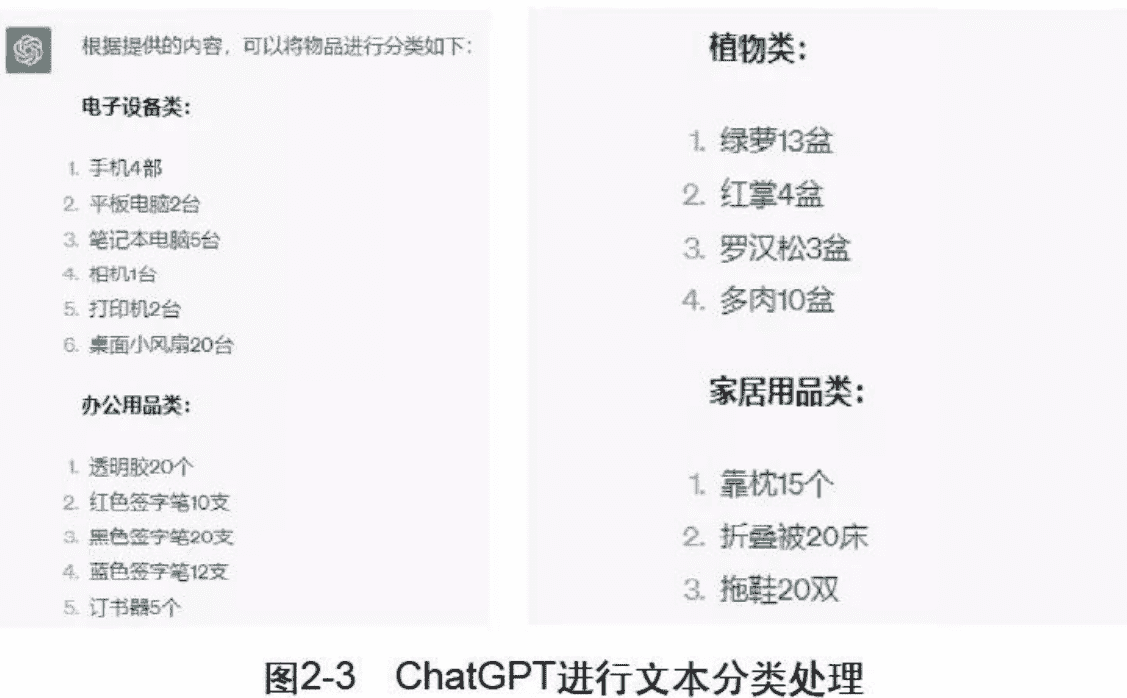 根据提供的内容，可以将物品进行分类如下：
电子设备类：
1. 手机4部
2. 平板电脑2台
3. 笔记本电脑5台
4. 相机1台
5. 打印机2台
6. 桌面小风扇20台
办公用品类：
1. 透明胶20个
2. 红色签字笔10支
3. 黑色签字笔20支
4. 蓝色签字笔12支
5. 订书器5个
植物类：
1. 绿萝13盆
2. 红掌4盆
3. 罗汉松3盆
4. 多肉10盆
家居用品类：
1. 靠枕15个
2. 折叠被20床
3. 拖鞋20双
图2-3 ChatGPT进行文本分类处理